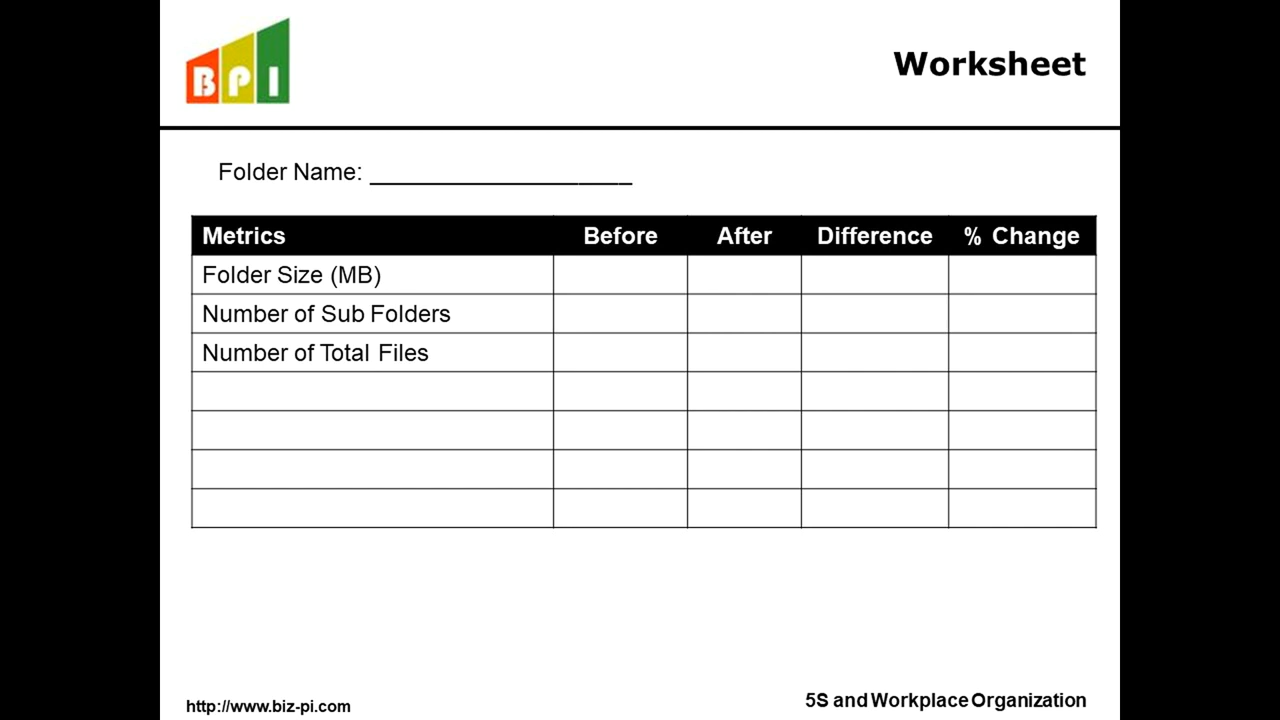 BPI
Worksheet
Folder Name: ____________________
Metrics Before After Difference % Change
Folder Size (MB)
Number of Sub Folders
Number of Total Files
http://www.biz-pi.com
5S and Workplace Organization